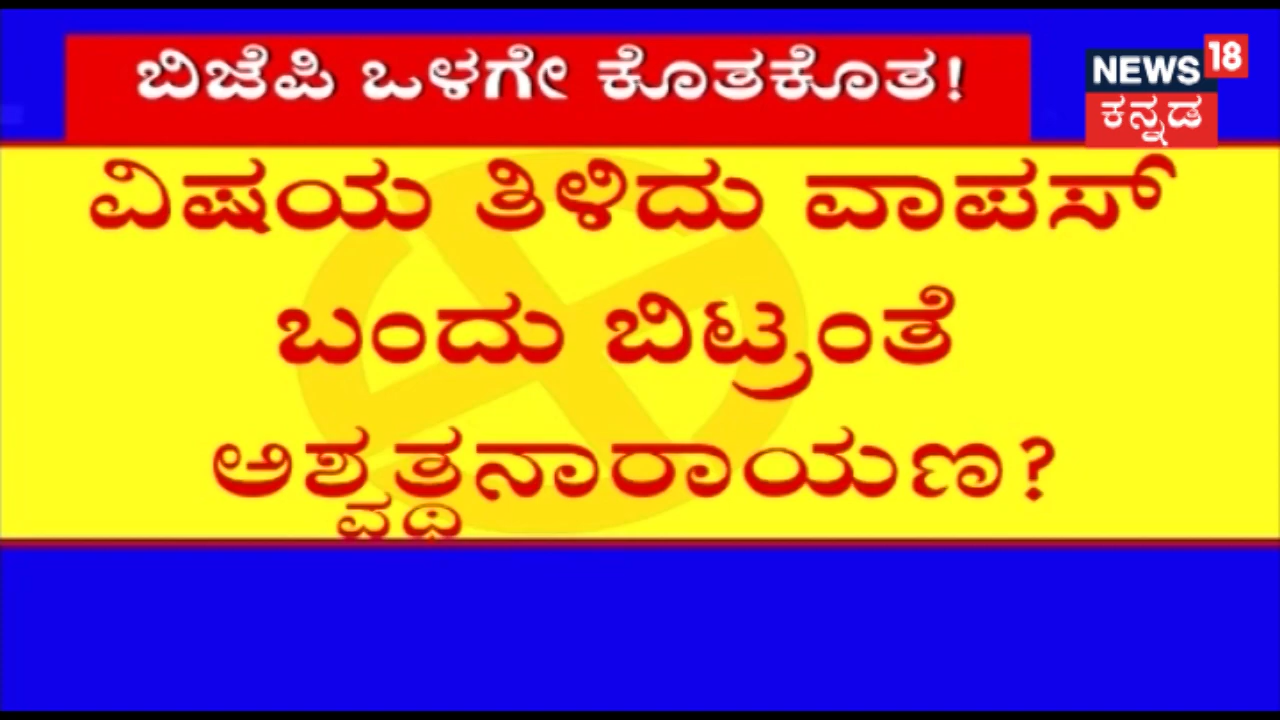 ಬಿಜೆಪಿ ಒಳಗೇ ಕೊತಕೊತ!
NEWS 18
ಕನ್ನಡ
ವಿಷಯ ತಿಳಿದು ವಾಪಸ್
ಬಂದು ಬಿಟ್ರಂತೆ
ಅಶ್ವತ್ಥನಾರಾಯಣ?